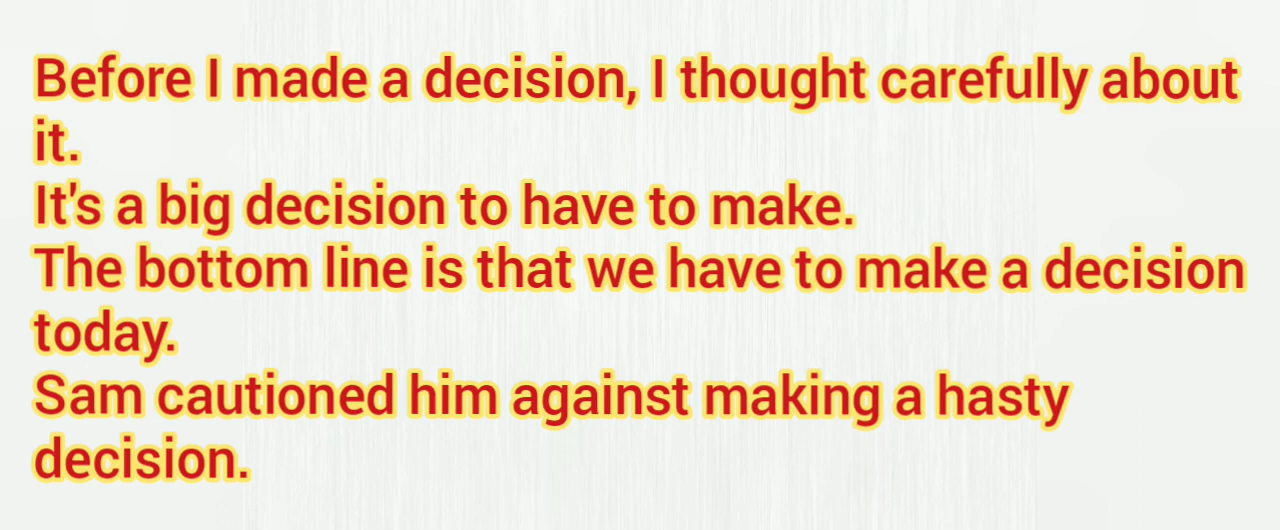 Before I made a decision, I thought carefully about
it.
It's a big decision to have to make.
The bottom line is that we have to make a decision
today.
Sam cautioned him against making a hasty
decision.